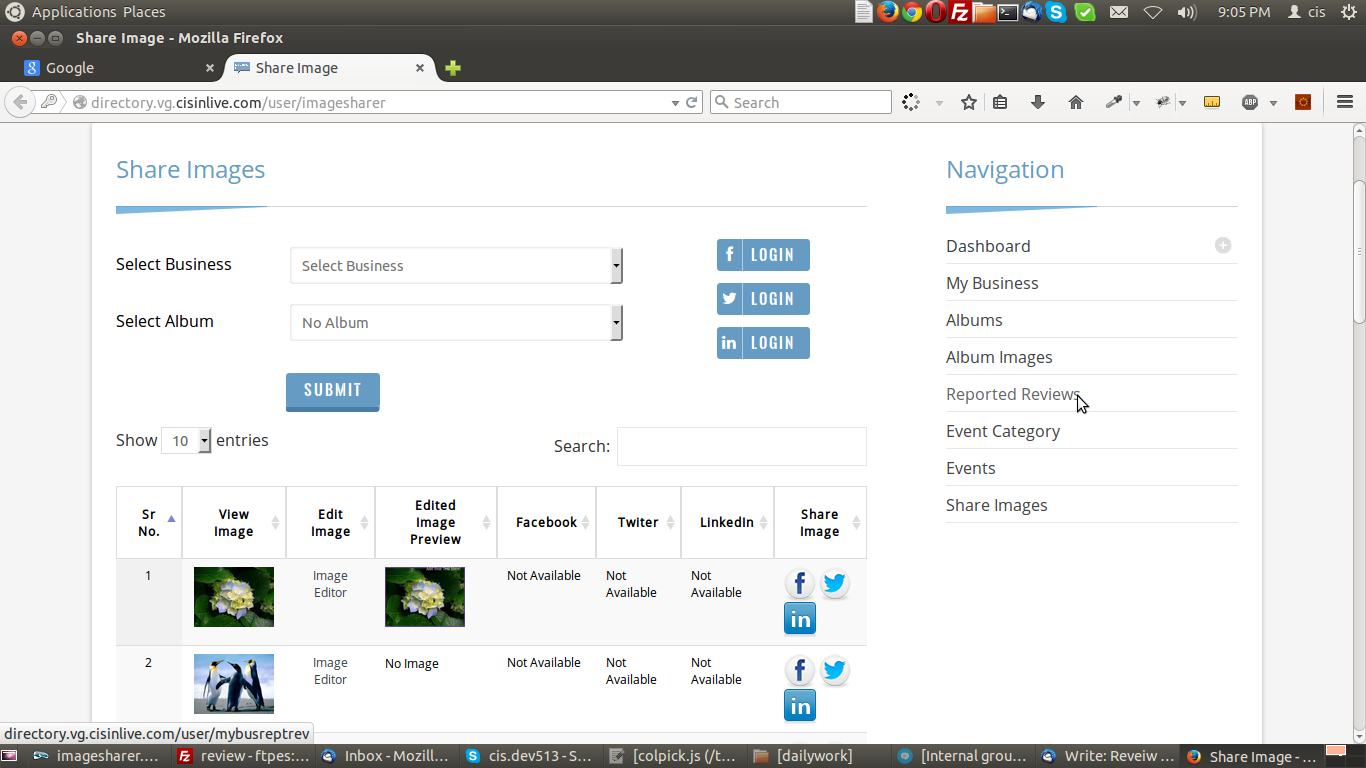 Applications Places
9:05 PM
cis
Share Image - Mozilla Firefox
Google
Share Image
directory.vg.cisinlive.com/user/imagesharer
Search
ABP
Share Images
Navigation
Select Business
Select Business
LOGIN
Select Album
No Album
LOGIN
LOGIN
SUBMIT
Dashboard
My Business
Albums
Album Images
Reported Reviews
Event Category
Events
Share Images
Show 10 entries
Search:
Sr No.
View Image
Edit Image
Edited Image Preview
Facebook
Twiter
LinkedIn
Share Image
1
Image Editor
Not Available
Not Available
Not Available
2
Image Editor
No Image
Not Available
Not Available
Not Available
directory.vg.cisinlive.com/user/mybusreptrev
imagesharer....
review - ftpes:...
Inbox - Mozill...
cis.dev513 - S...
[colpick.js (/t...
[dailywork]
[Internal grou...
Write: Reveiw ...
Share Image - ...